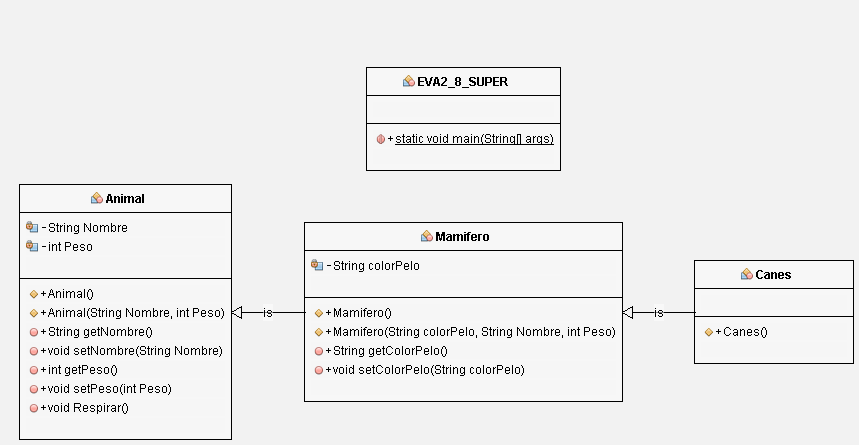 EVA2_8_SUPER
+ static void main(String[] args)
Animal
- String Nombre
- int Peso
+ Animal()
+ Animal(String Nombre, int Peso)
+ String getNombre()
+ void setNombre(String Nombre)
+ int getPeso()
+ void setPeso(int Peso)
+ void Respirar()
is
Mamifero
- String colorPelo
+ Mamifero()
+ Mamifero(String colorPelo, String Nombre, int Peso)
+ String getColorPelo()
+ void setColorPelo(String colorPelo)
is
Canes
+ Canes()